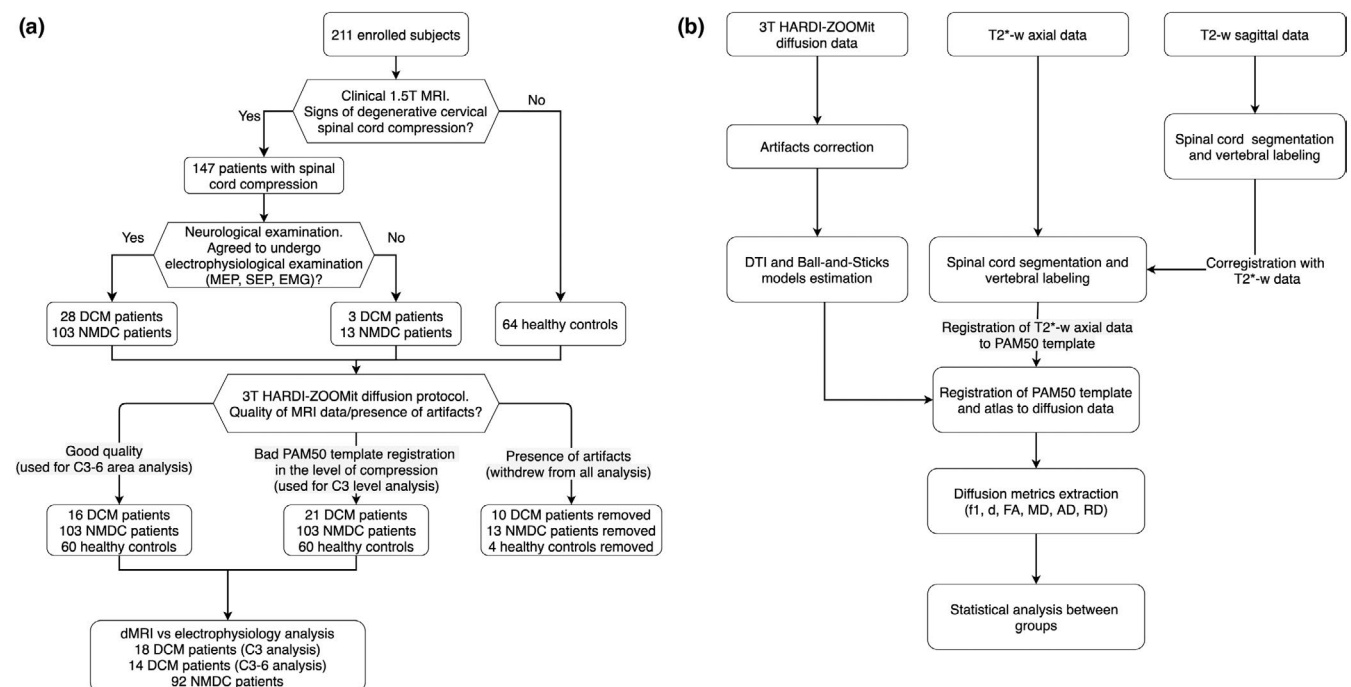 (a)
211 enrolled subjects
Clinical 1.5T MRI.
Signs of degenerative cervical
spinal cord compression?
Yes
No
147 patients with spinal
cord compression
Neurological examination.
Agreed to undergo
electrophysiological examination
(MEP, SEP, EMG)?
Yes
No
28 DCM patients
103 NMDC patients
3 DCM patients
13 NMDC patients
64 healthy controls
3T HARDI-ZOOMit diffusion protocol.
Quality of MRI data/presence of artifacts?
Good quality
(used for C3-6 area analysis)
Bad PAM50 template registration
in the level of compression
(used for C3 level analysis)
Presence of artifacts
(withdrew from all analysis)
16 DCM patients
103 NMDC patients
60 healthy controls
21 DCM patients
103 NMDC patients
60 healthy controls
10 DCM patients removed
13 NMDC patients removed
4 healthy controls removed
dMRI vs electrophysiology analysis
18 DCM patients (C3 analysis)
14 DCM patients (C3-6 analysis)
92 NMDC patients
(b)
3T HARDI-ZOOMit
diffusion data
T2*-w axial data
T2-w sagittal data
Artifacts correction
Spinal cord segmentation
and vertebral labeling
DTI and Ball-and-Sticks
models estimation
Spinal cord segmentation and
vertebral labeling
Corregistration with
T2*-w data
Registration of T2*-w axial data
to PAM50 template
Registration of PAM50 template
and atlas to diffusion data
Diffusion metrics extraction
(f1, d, FA, MD, AD, RD)
Statistical analysis between
groups